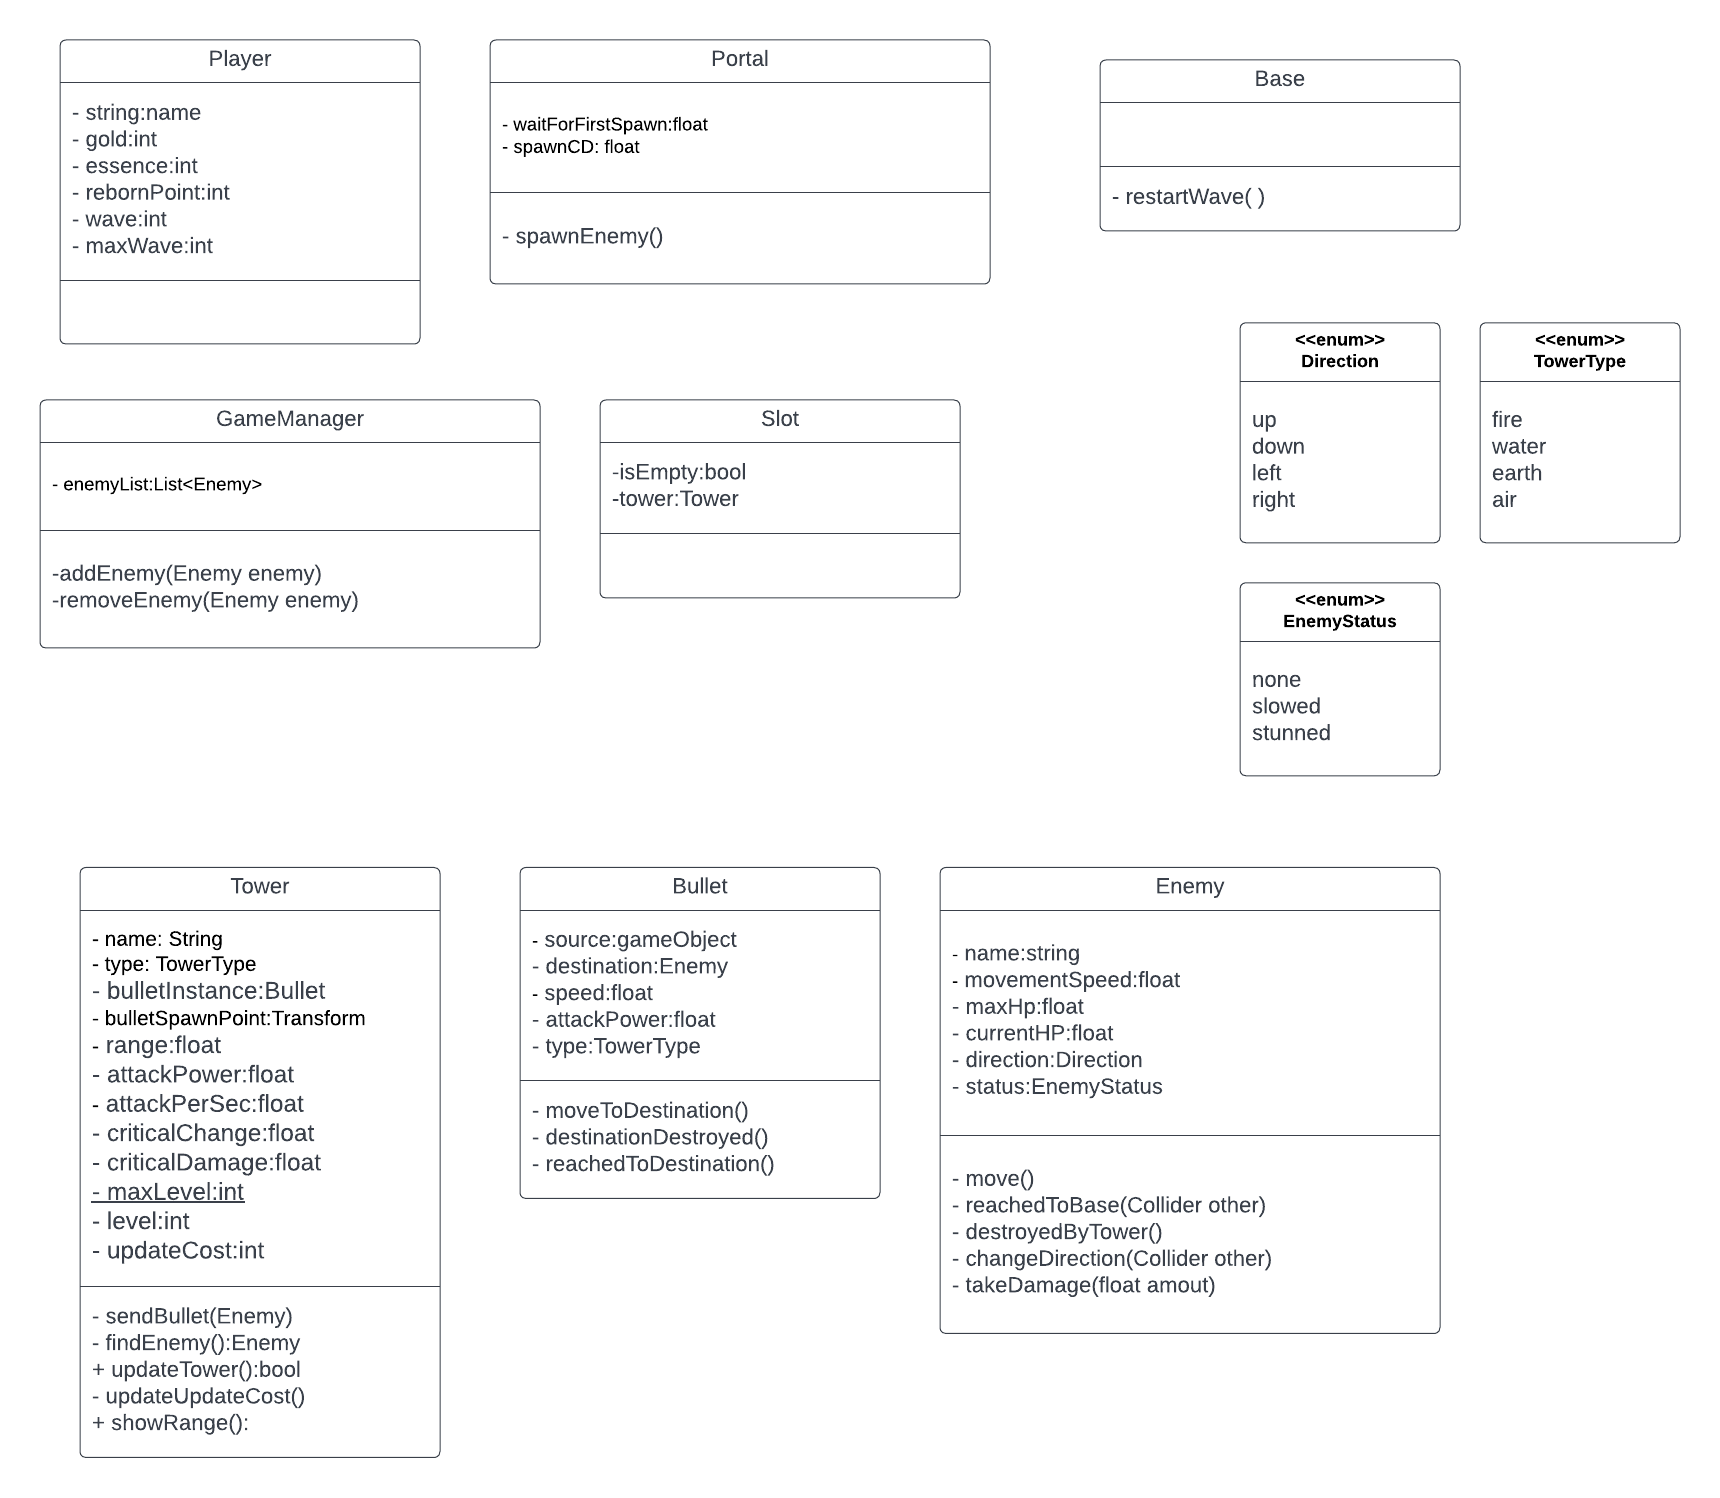 Player
- string:name
- gold:int
- essence:int
- rebornPoint:int
- wave:int
- maxWave:int
Portal
- waitForFirstSpawn:float
- spawnCD: float
- spawnEnemy()
Base
- restartWave( )
GameManager
- enemyList:List<Enemy>
-addEnemy(Enemy enemy)
-removeEnemy(Enemy enemy)
Slot
-isEmpty:bool
-tower:Tower
<<enum>>
Direction
up
down
left
right
<<enum>>
TowerType
fire
water
earth
air
<<enum>>
EnemyStatus
none
slowed
stunned
Tower
- name: String
- type: TowerType
- bulletInstance:Bullet
- bulletSpawnPoint:Transform
- range:float
- attackPower:float
- attackPerSec:float
- criticalChange:float
- criticalDamage:float
- maxLevel:int
- level:int
- updateCost:int
- sendBullet(Enemy)
- findEnemy():Enemy
+ updateTower():bool
- updateUpdateCost()
+ showRange():
Bullet
- source:gameObject
- destination:Enemy
- speed:float
- attackPower:float
- type:TowerType
- moveToDestination()
- destinationDestroyed()
- reachedToDestination()
Enemy
- name:string
- movementSpeed:float
- maxHp:float
- currentHP:float
- direction:Direction
- status:EnemyStatus
- move()
- reachedToBase(Collider other)
- destroyedByTower()
- changeDirection(Collider other)
- takeDamage(float amout)